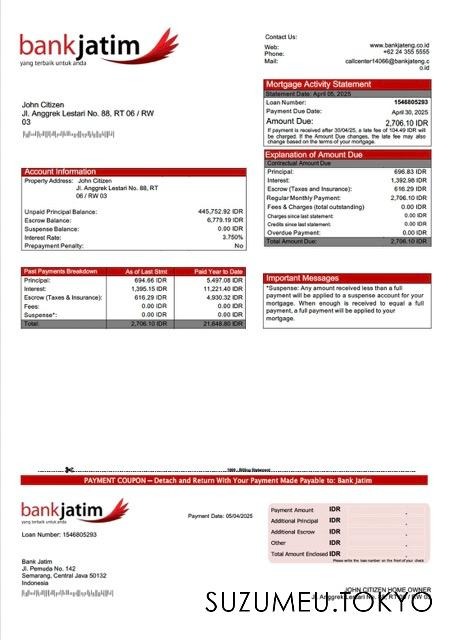 bankjatim
yang terbaik untuk anda
Contact Us:
Web: www.bankjateng.co.id
Phone: +62 24 355 5555
Mail: callcenter14066@bankjateng.c
o.id
Mortgage Activity Statement
Statement Date: April 05, 2025
Loan Number: 1546805293
Payment Due Date: April 30, 2025
Amount Due: 2,706.10 IDR
If payment is received after 30/04/25, a late fee of 104.49 IDR will
be charged. If the Amount Changes, the late fee may also
change based on the terms of your mortgage.
John Citizen
Jl. Anggrek Lestari No. 88, RT 06 / RW
03
Explanation of Amount Due
Contractual Amount Due
Principal: 696.83 IDR
Interest: 1,392.98 IDR
Escrow (Taxes and Insurance): 616.29 IDR
Regular Monthly Payment: 2,706.10 IDR
Fees & Charges (total outstanding) 0.00 IDR
Charges since last statement: 0.00 IDR
Credits since last statement: 0.00 IDR
Overdue Payment: 0.00 IDR
Total Amount Due: 2,706.10 IDR
Account Information
Property Address: John Citizen
Jl. Anggrek Lestari No. 88, RT
06 / RW 03
Unpaid Principal Balance: 445,752.92 IDR
Escrow Balance: 6,779.19 IDR
Suspense Balance: 0.00 IDR
Interest Rate: 3.750%
Prepayment Penalty: No
Past Payments Breakdown As of Last Stmt Paid Year to Date
Principal: 694.66 IDR 5,497.08 IDR
Interest: 1,395.15 IDR 11,221.40 IDR
Escrow (Taxes & Insurance): 616.29 IDR 4,930.32 IDR
Fees: 0.00 IDR 0.00 IDR
Suspense*: 0.00 IDR 0.00 IDR
Total: 2,706.10 IDR 21,648.80 IDR
Important Messages
*Suspense: Any amount received less than a full
payment will be applied to a suspense account for your
mortgage. When enough is received to equal a full
payment, a full payment will be applied to your
mortgage.
Billing Statement
PAYMENT COUPON – Detach and Return With Your Payment Made Payable to: Bank Jatim
bankjatim
yang terbaik untuk anda
Payment Date: 05/04/2025
Loan Number: 1546805293
Payment Amount IDR .
Additional Principal IDR .
Additional Escrow IDR .
Other IDR .
Total Amount Enclosed IDR .
Please write the loan number on the front of your check
Bank Jatim
Jl. Pemuda No. 142
Semarang, Central Java 50132
Indonesia
JOHN CITIZEN HOME OWNER
Jl. Anggrek Lestari No. 88, RT 06 / RW 03
SUZUMEU.TOKYO